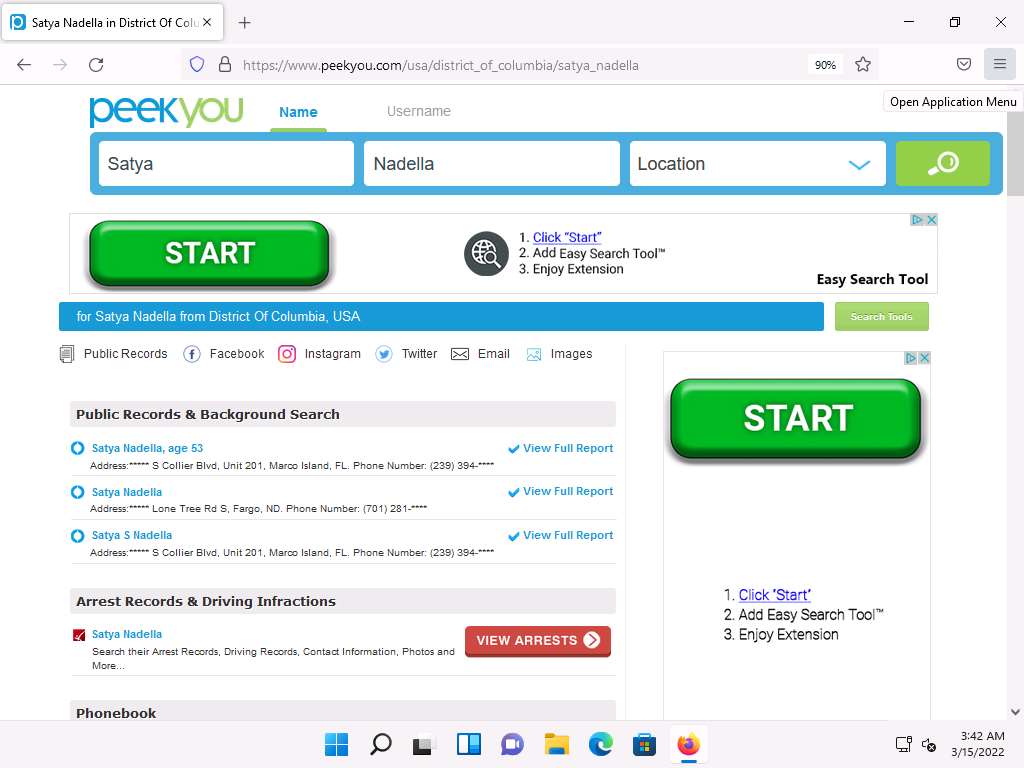 Satya Nadella in District Of Colu
https://www.peekyou.com/usa/district_of_columbia/satya_nadella
90%
Open Application Menu
peekyou
Name
Username
Satya
Nadella
Location
START
1. Click “Start”
2. Add Easy Search Tool™
3. Enjoy Extension
Easy Search Tool
for Satya Nadella from District Of Columbia, USA
Search Tools
Public Records
Facebook
Instagram
Twitter
Email
Images
Public Records & Background Search
Satya Nadella, age 53
View Full Report
Address:***** S Collier Blvd, Unit 201, Marco Island, FL. Phone Number: (239) 394-****
Satya Nadella
View Full Report
Address:***** Lone Tree Rd S, Fargo, ND. Phone Number: (701) 281-****
Satya S Nadella
View Full Report
Address:***** S Collier Blvd, Unit 201, Marco Island, FL. Phone Number: (239) 394-****
Arrest Records & Driving Infractions
Satya Nadella
Search their Arrest Records, Driving Records, Contact Information, Photos and
More...
VIEW ARRESTS
Phonebook
START
1. Click "Start"
2. Add Easy Search Tool™
3. Enjoy Extension
3:42 AM
3/15/2022